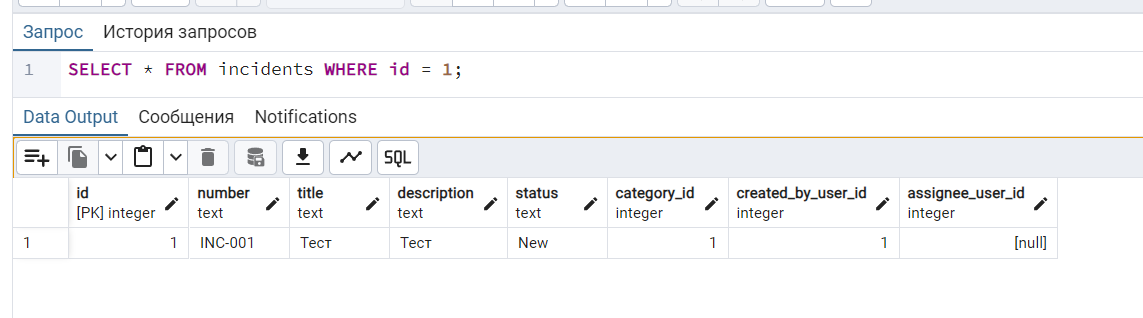 Запрос История запросов
1 SELECT * FROM incidents WHERE id = 1;
Data Output Сообщения Notifications
SQL
id number title description status category_id created_by_user_id assignee_user_id
[PK] integer text text text text integer integer integer
1 1 INC-001 Тест Тест New 1 1 [null]